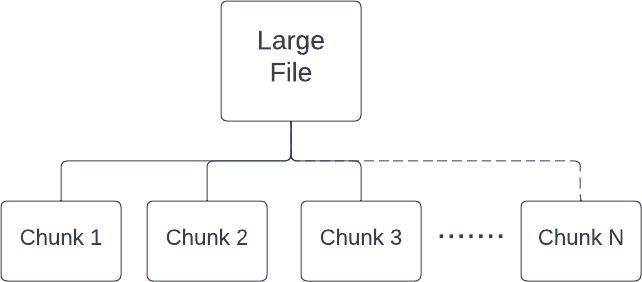 Large
File
Chunk 1
Chunk 2
Chunk 3
.......
Chunk N